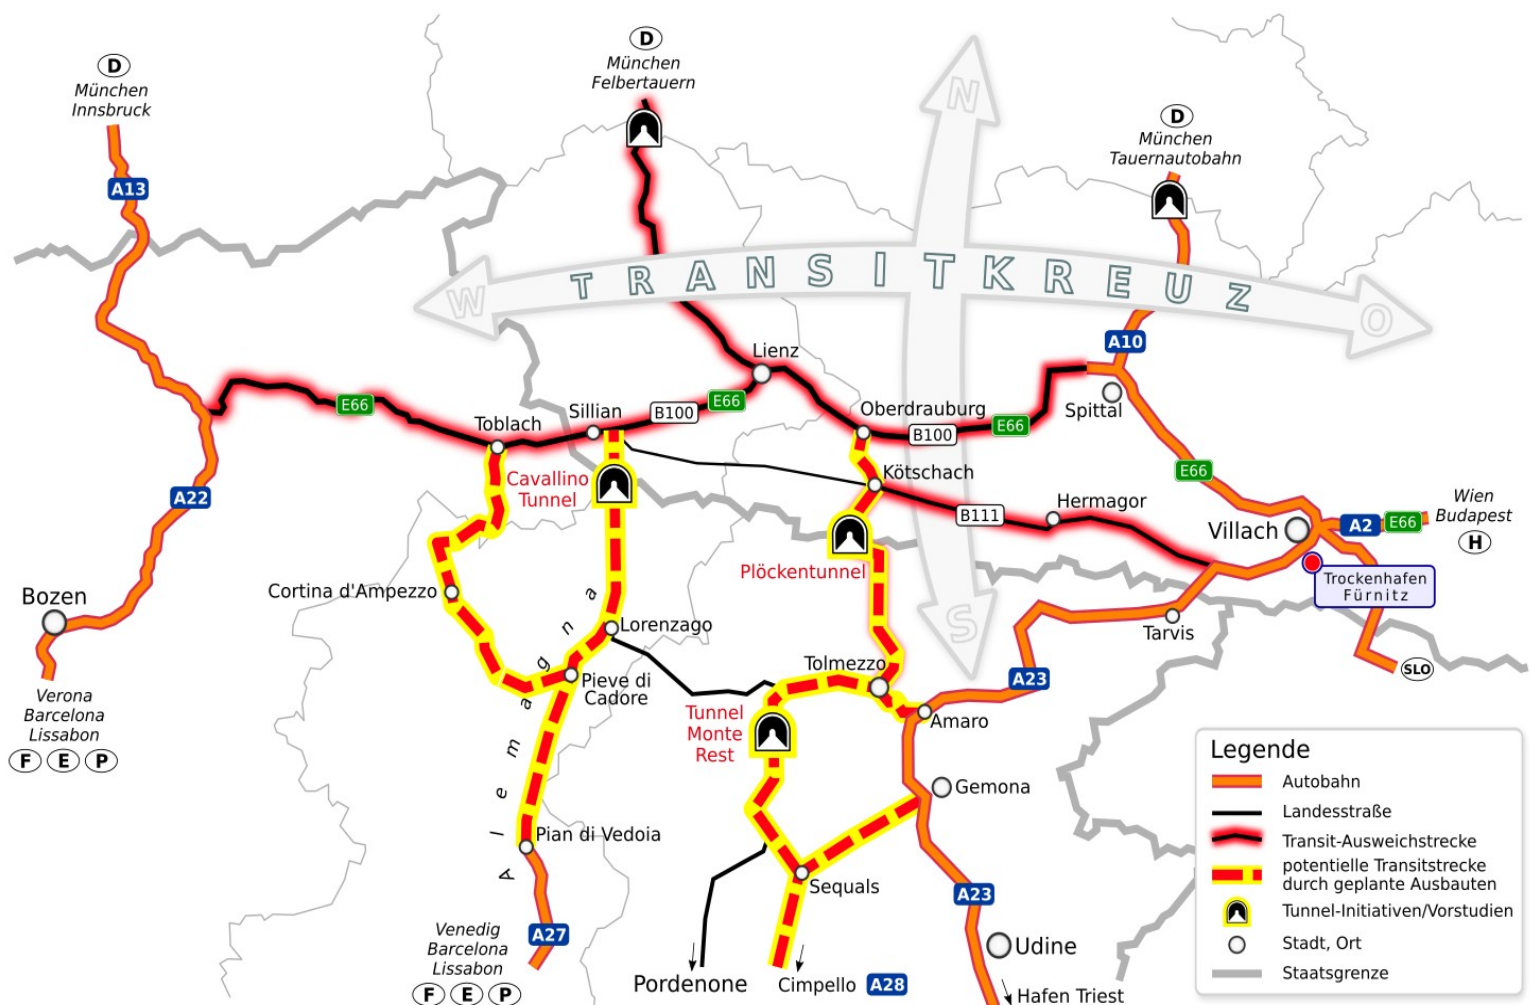 D
München
Innsbruck
A13
D
München
Felbertauern
D
München
Tauernautobahn
N
W
TRANSITKREUZ
O
S
A10
Lienz
E66
Toblach
Sillian
B100
E66
Oberdrauburg
B100
E66
Spittal
Cavallino
Tunnel
Kötschach
E66
A22
B111
Hermagor
Villach
A2
E66
Wien
Budapest
H
Plöckentunnel
Trockenhafen
Fürnitz
Cortina d'Ampezzo
Bozen
Lorenzago
Tarvis
SLO
Alemagna
Pieve di
Cadore
Tolmezzo
A23
Verona
Barcelona
Lissabon
F E P
Tunnel
Monte
Rest
Amaro
Gemona
Pian di Vedoia
Sequals
A23
Venedig
Barcelona
Lissabon
F E P
A27
Udine
Pordenone
Cimpello A28
Hafen Triest
Legende
Autobahn
Landesstraße
Transit-Ausweichstrecke
potentielle Transitstrecke
durch geplante Ausbauten
Tunnel-Initiativen/Vorstudien
Stadt, Ort
Staatsgrenze